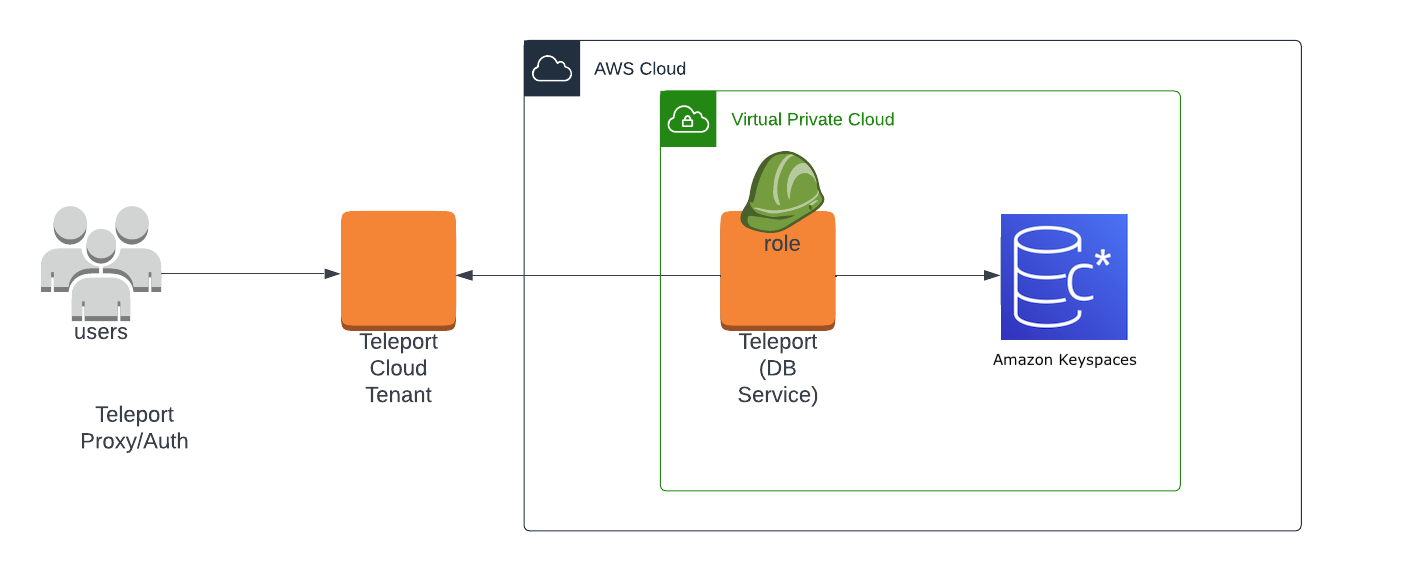 AWS Cloud
Virtual Private Cloud
role
C*
users
Teleport
Cloud
Tenant
Teleport
(DB
Service)
Amazon Keyspaces
Teleport
Proxy/Auth